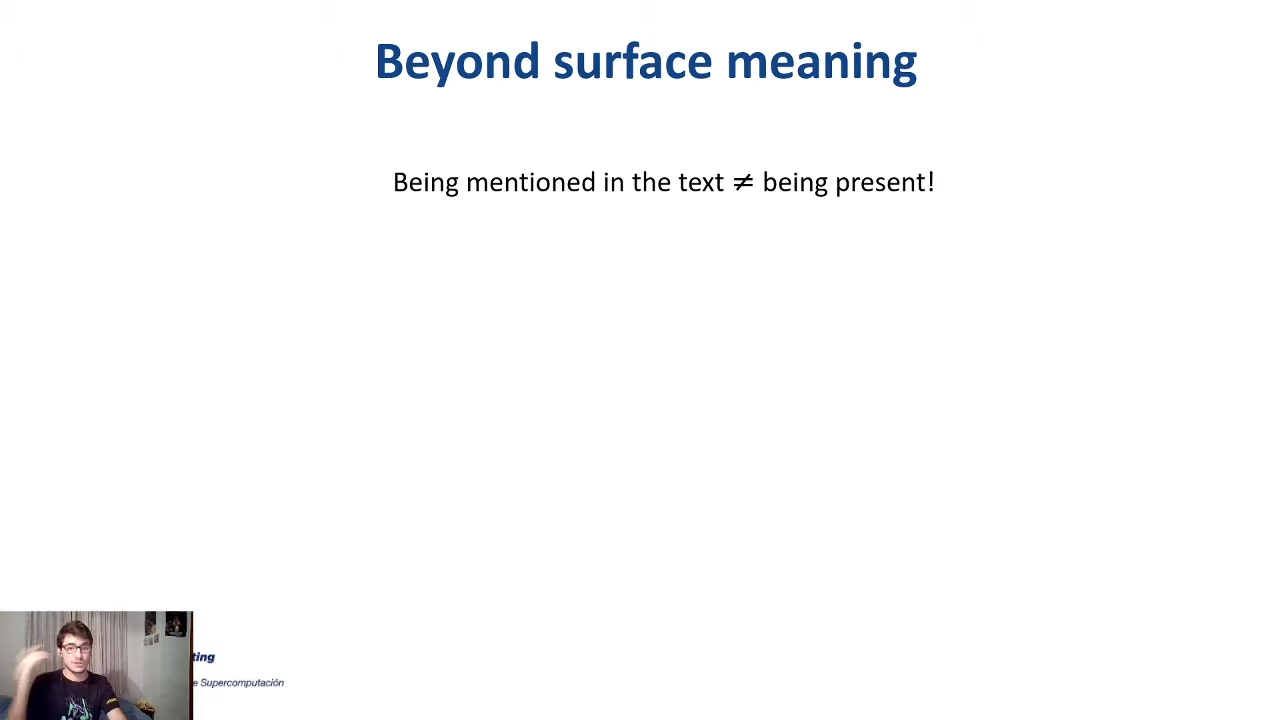 Beyond surface meaning
Being mentioned in the text ≠ being present!
ting
e Supercomputación